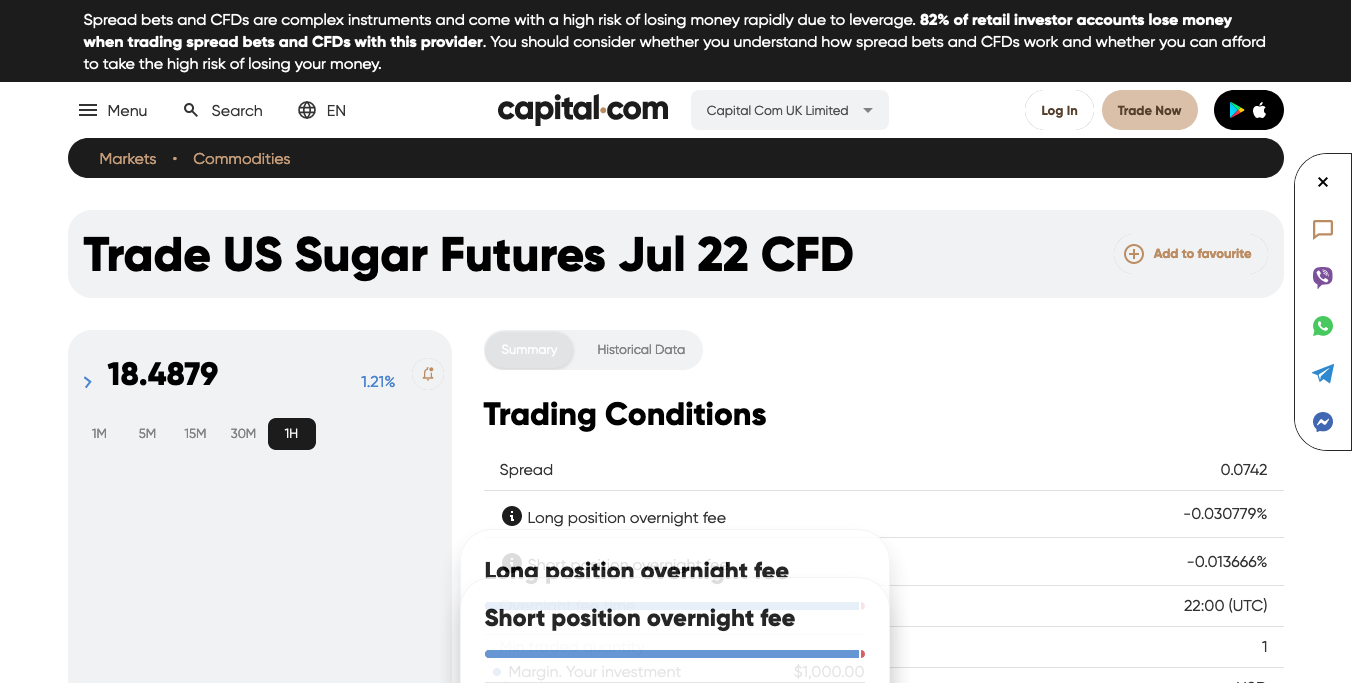 Spread bets and CFDs are complex instruments and come with a high risk of losing money rapidly due to leverage. 82% of retail investor accounts lose money
when trading spread bets and CFDs with this provider. You should consider whether you understand how spread bets and CFDs work and whether you can afford
to take the high risk of losing your money.
Menu Search EN capital.com Capital Com UK Limited Log In Trade Now
Markets • Commodities
Trade US Sugar Futures Jul 22 CFD Add to favourite
18.4879 1.21%
1M 5M 15M 30M 1H
Summary Historical Data
Trading Conditions
Spread 0.0742
Long position overnight fee -0.030779%
Short position overnight fee -0.013666%
Long position overnight fee
22:00 (UTC)
Short position overnight fee
1
Margin. Your investment $1,000.00